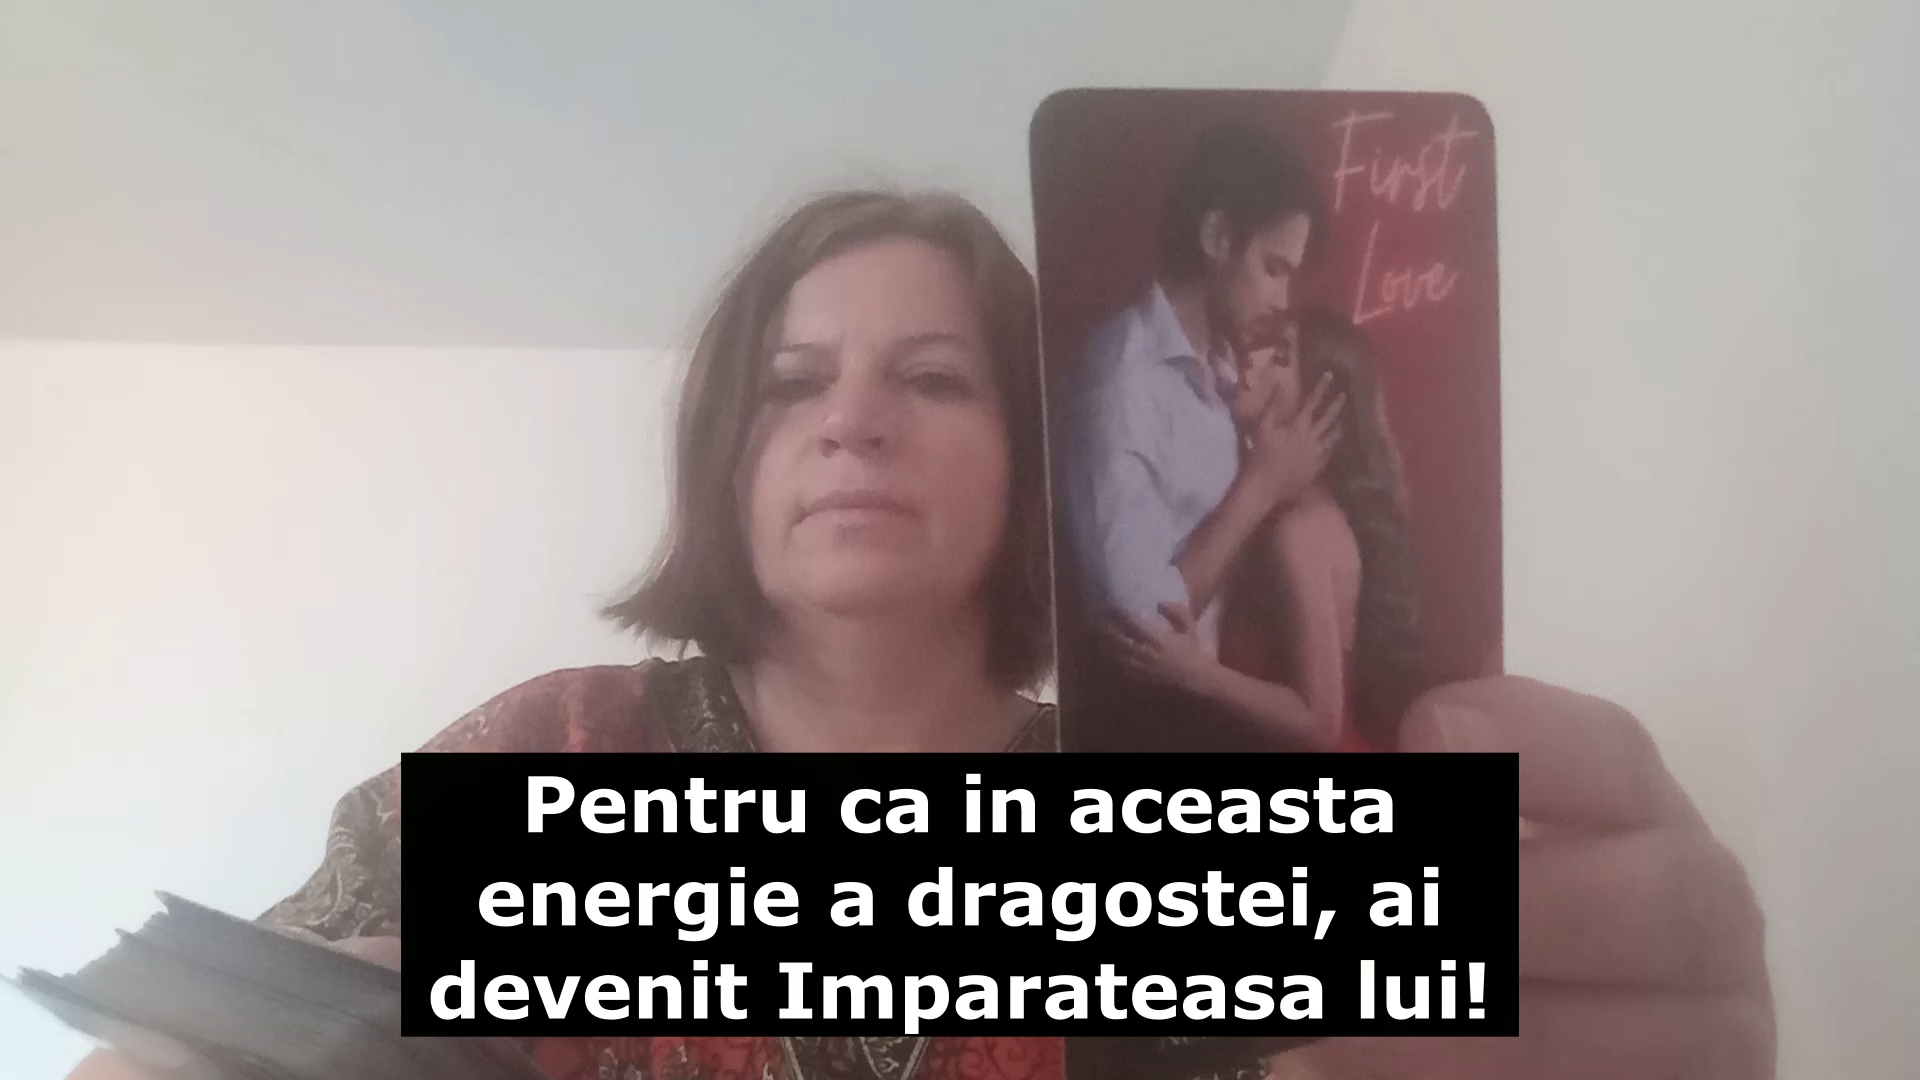 First
Love
Pentru ca in aceasta
energie a dragostei, ai
devenit Imparateasa lui!